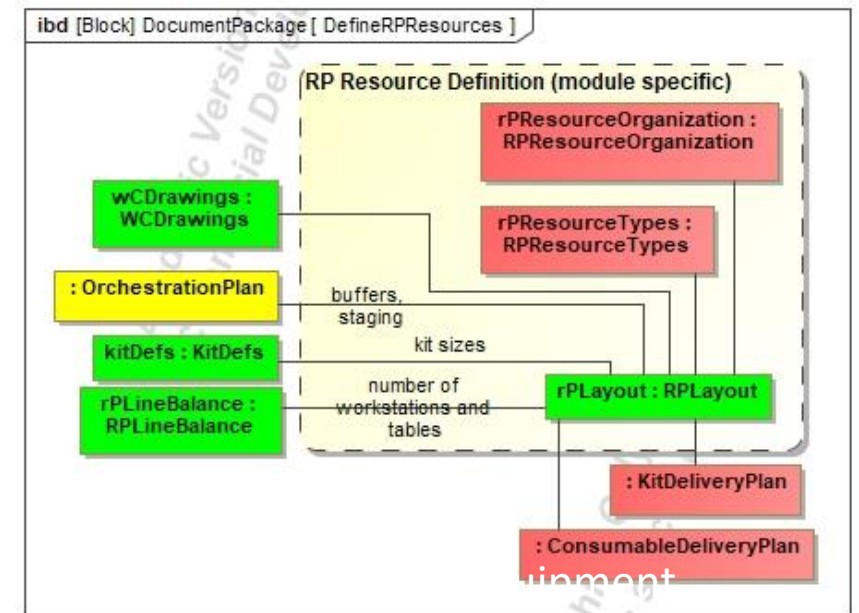 ibd [Block] DocumentPackage [ DefineRPResources ]
RP Resource Definition (module specific)
rPResourceOrganization :
RPResourceOrganization
wCDrawings :
WCDrawings
rPResourceTypes :
RPResourceTypes
: OrchestrationPlan
buffers,
staging
kitDefs : KitDefs
kit sizes
rPLineBalance :
RPLineBalance
number of
workstations and
tables
rPLayout : RPLayout
: KitDeliveryPlan
: ConsumableDeliveryPlan